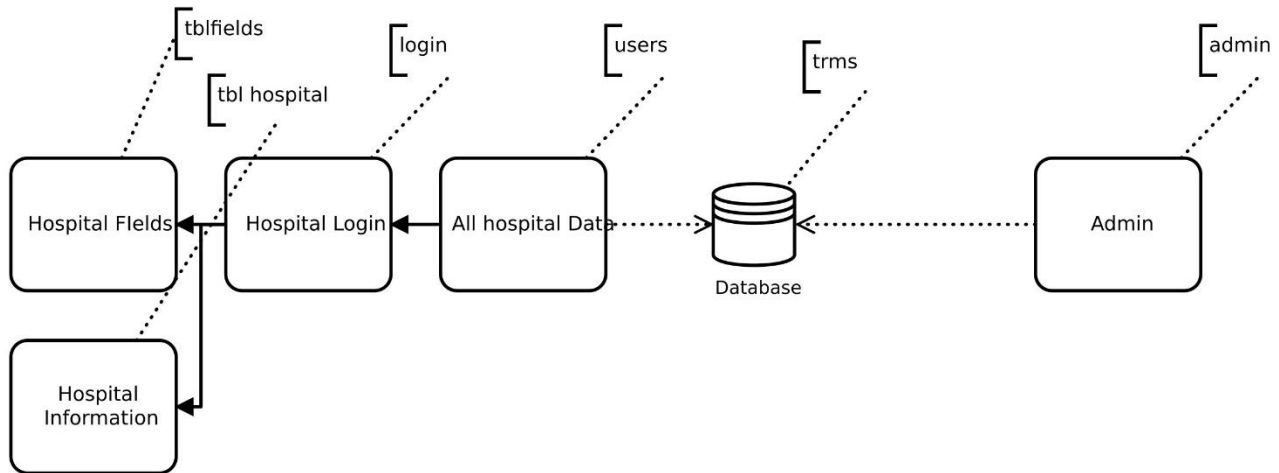 tblfields
tbl hospital
login
users
trms
admin
Hospital FIelds
Hospital Login
All hospital Data
Database
Admin
Hospital
Information